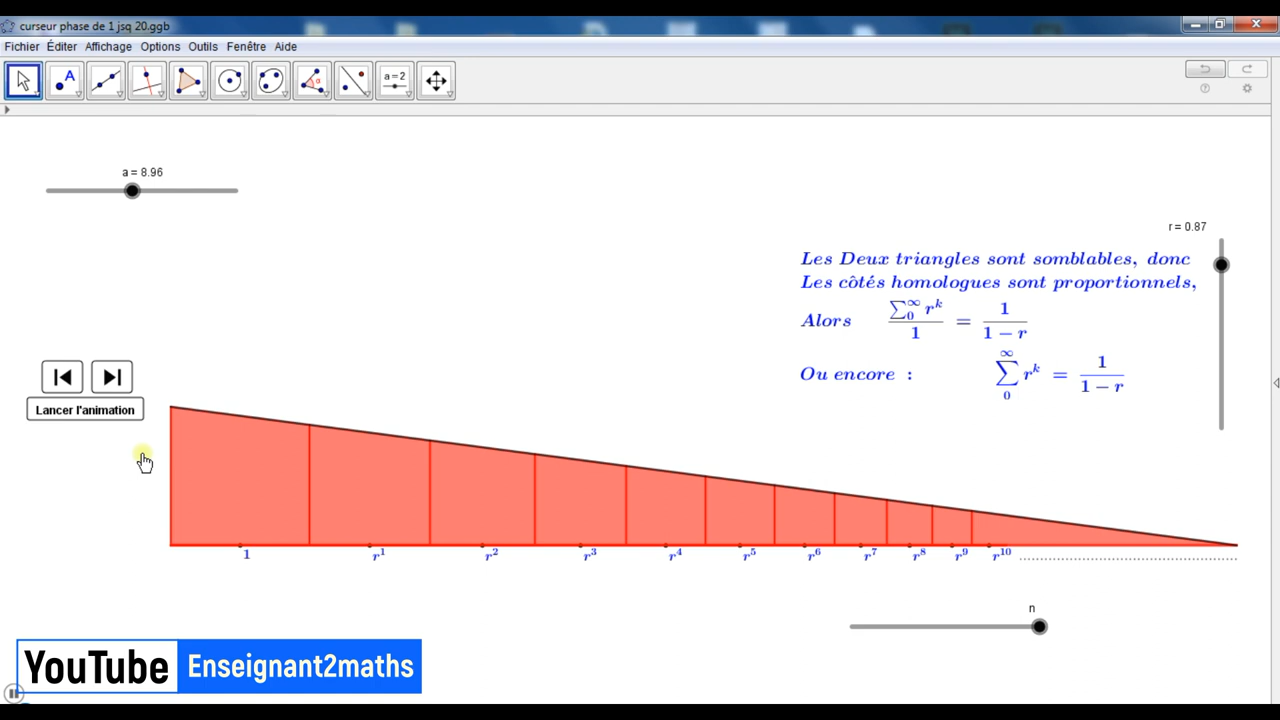 curseur phase de 1 jsq 20.ggb
Fichier Éditer Affichage Options Outils Fenêtre Aide
A
α
a=2
a = 8.96
r = 0.87
Les Deux triangles sont somblables, donc
Les côtés homologues sont proportionnels,
Alors ∑₀^∞ r^k / 1 = 1 / (1 − r)
Ou encore : ∑₀^∞ r^k = 1 / (1 − r)
Lancer l'animation
1 r¹ r² r³ r⁴ r⁵ r⁶ r⁷ r⁸ r⁹ r¹⁰
n
YouTube Enseignant2maths